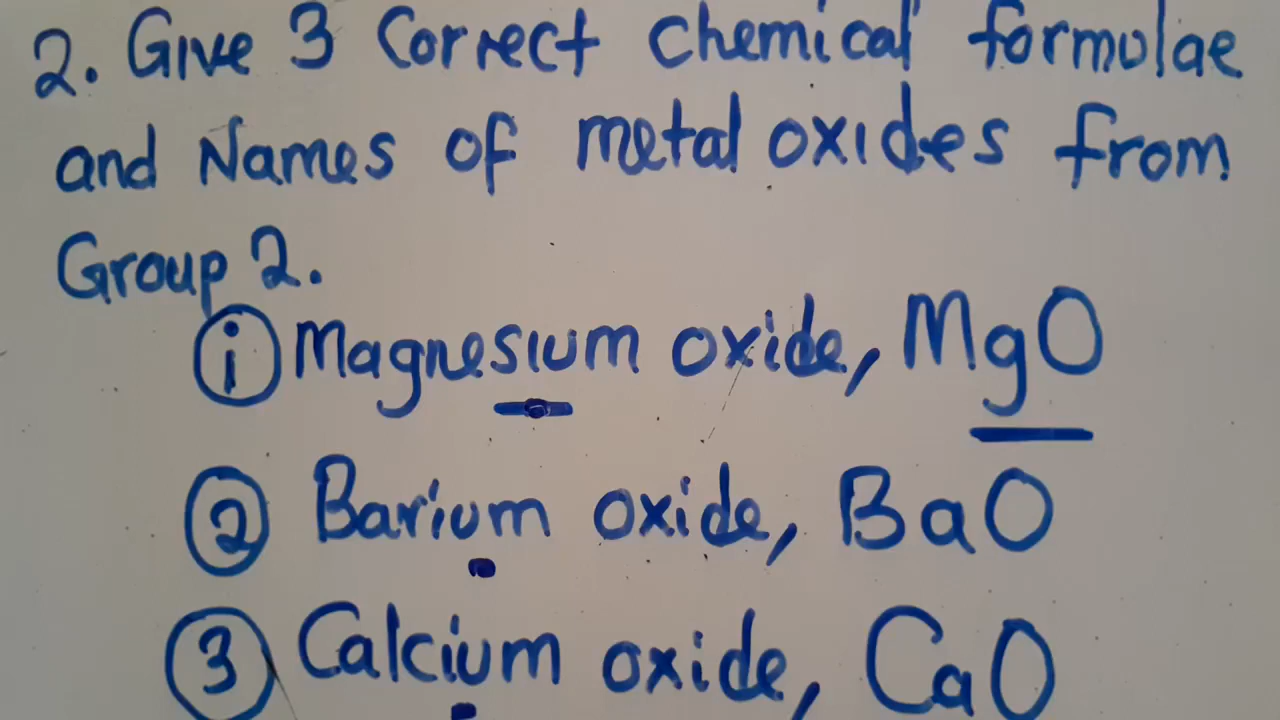 2. Give 3 Correct chemical formulae
and Names of metal oxides from
Group 2.
i Magnesium oxide, MgO
2 Barium oxide, BaO
3 Calcium oxide, CaO